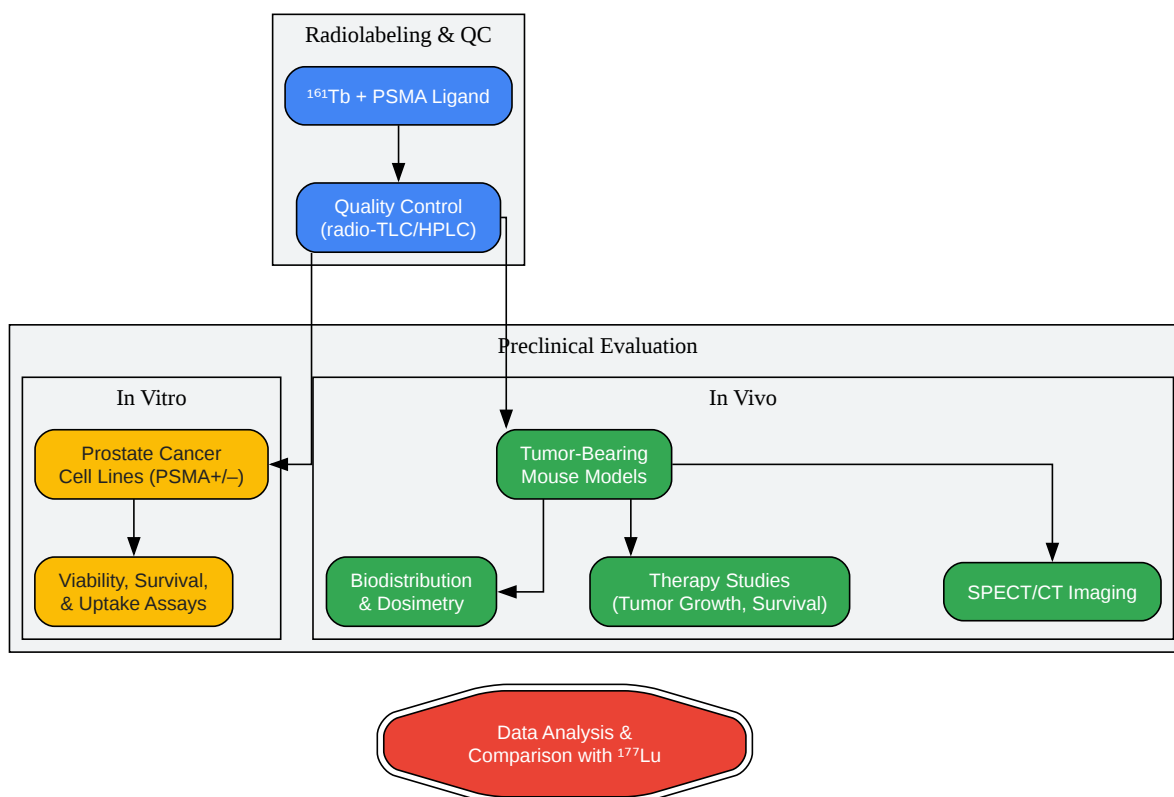 Radiolabeling & QC
¹⁶¹Tb + PSMA Ligand
Quality Control
(radio-TLC/HPLC)
Preclinical Evaluation
In Vitro
Prostate Cancer
Cell Lines (PSMA+/–)
Viability, Survival,
& Uptake Assays
In Vivo
Tumor-Bearing
Mouse Models
Biodistribution
& Dosimetry
Therapy Studies
(Tumor Growth, Survival)
SPECT/CT Imaging
Data Analysis &
Comparison with ¹⁷⁷Lu